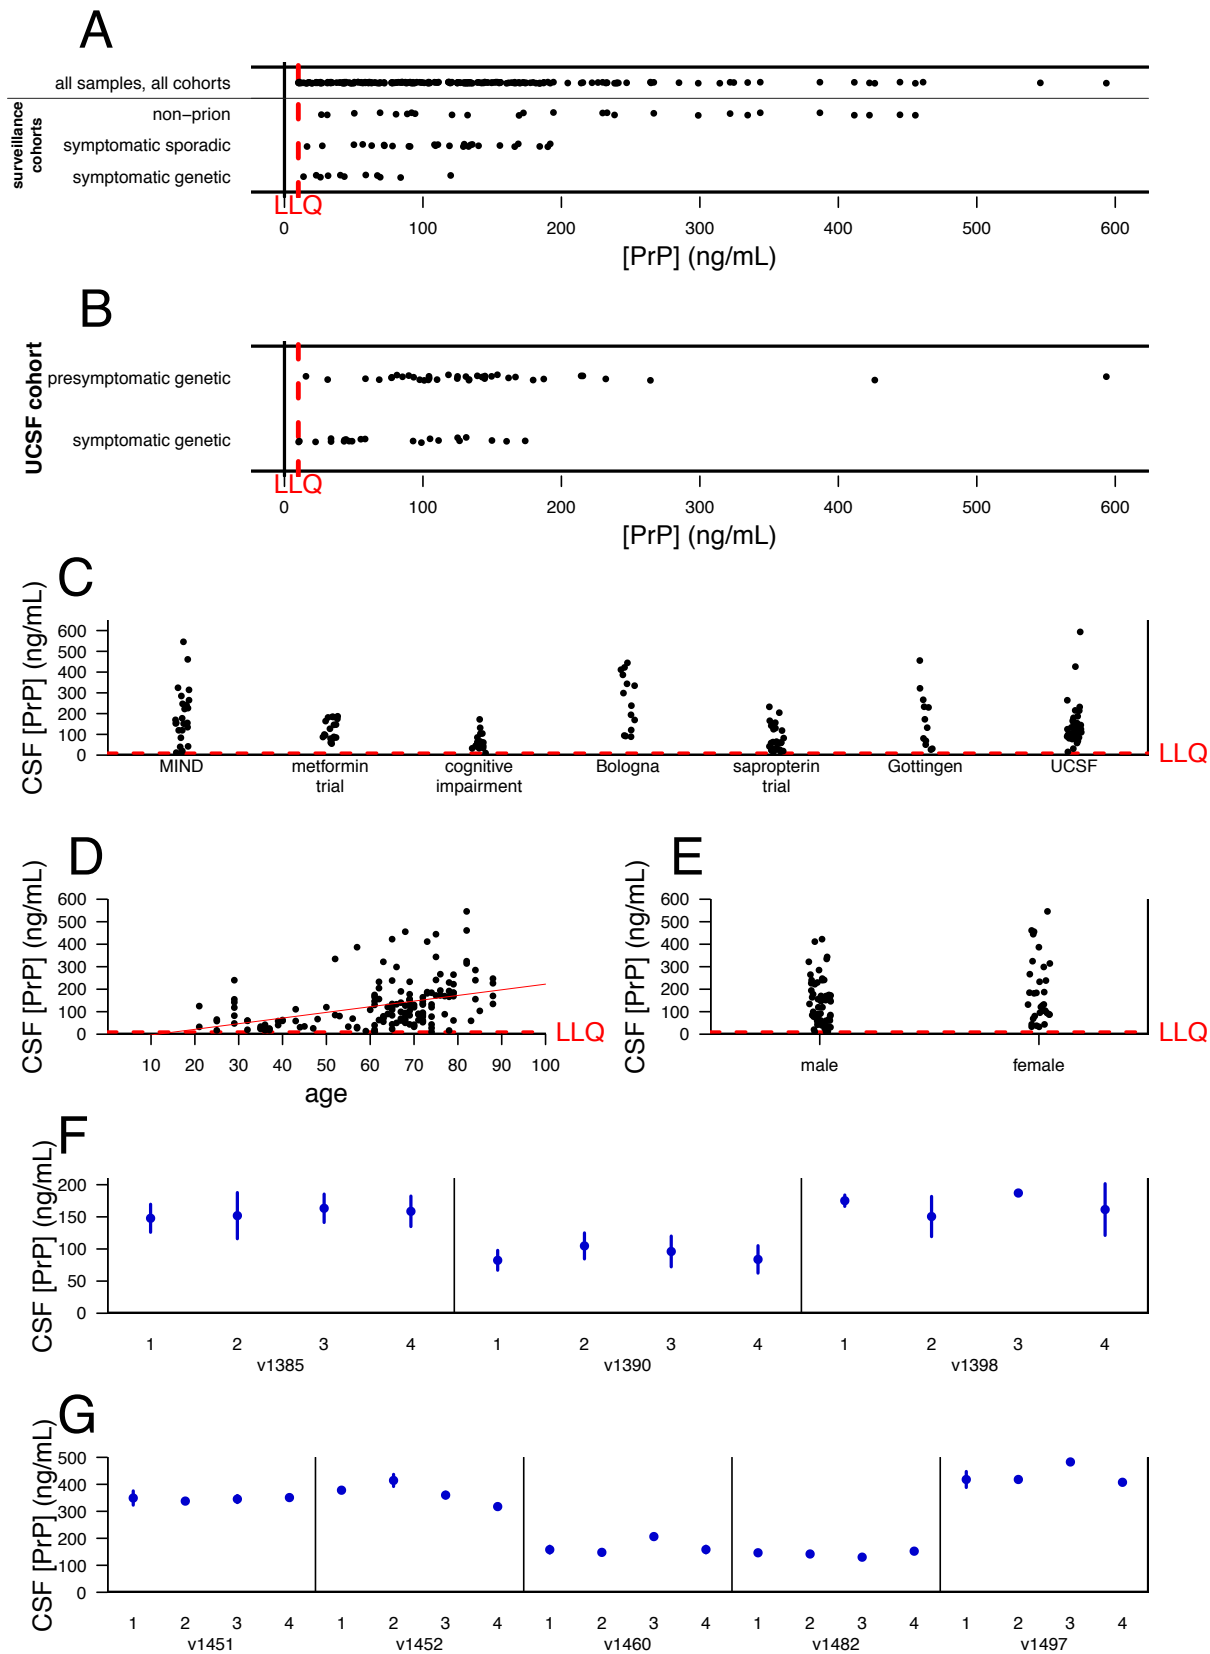 A
all samples, all cohorts
surveillance
cohorts
non−prion
symptomatic sporadic
symptomatic genetic
LLQ
0 100 200 300 400 500 600
[PrP] (ng/mL)
B
UCSF cohort
presymptomatic genetic
symptomatic genetic
LLQ
0 100 200 300 400 500 600
[PrP] (ng/mL)
C
CSF [PrP] (ng/mL)
600
500
400
300
200
100
0
LLQ
MIND metformin cognitive Bologna sapropterin Gottingen UCSF
trial impairment trial
D
CSF [PrP] (ng/mL)
600
500
400
300
200
100
0
LLQ
10 20 30 40 50 60 70 80 90 100
age
E
CSF [PrP] (ng/mL)
600
500
400
300
200
100
0
LLQ
male female
F
CSF [PrP] (ng/mL)
200
150
100
50
0
1 2 3 4 1 2 3 4 1 2 3 4
v1385 v1390 v1398
G
CSF [PrP] (ng/mL)
500
400
300
200
100
0
1 2 3 4 1 2 3 4 1 2 3 4 1 2 3 4 1 2 3 4
v1451 v1452 v1460 v1482 v1497